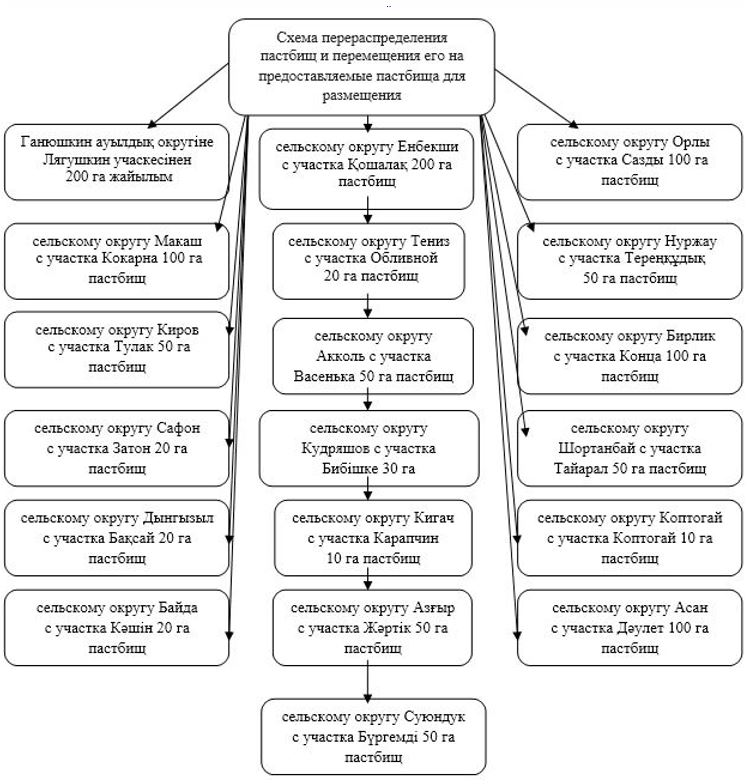 Схема перераспределения
пастбищ и перемещения его на
предоставляемые пастбища для
размещения
Ганюшкин ауылдық округіне
Лягушкин учаскесінен
200 га жайылым
сельскому округу Енбекши
с участка Қошалақ 200 га
пастбищ
сельскому округу Орлы
с участка Сазды 100 га
пастбищ
сельскому округу Макаш
с участка Кокарна 100 га
пастбищ
сельскому округу Тениз
с участка Обливной
20 га пастбищ
сельскому округу Нуржау
с участка Тереңқұдық
50 га пастбищ
сельскому округу Киров
с участка Тулак 50 га
пастбищ
сельскому округу
Акколь с участка
Васенька 50 га пастбищ
сельскому округу Бирлик
с участка Конца 100 га
пастбищ
сельскому округу Сафон
с участка Затон 20 га
пастбищ
сельскому округу
Кудряшов с участка
Бибішке 30 га
сельскому округу
Шортанбай с участка
Тайарал 50 га пастбищ
сельскому округу Дынгызыл
с участка Бақсай 20 га
пастбищ
сельскому округу Кигач
с участка Карапчин
10 га пастбищ
сельскому округу Коптогай
с участка Коптогай 10 га
пастбищ
сельскому округу Байда
с участка Кәшін 20 га
пастбищ
сельскому округу Азғыр
с участка Жәртік 50 га
пастбищ
сельскому округу Асан
с участка Дәулет 100 га
пастбищ
сельскому округу Суюндук
с участка Бүргемді 50 га
пастбищ